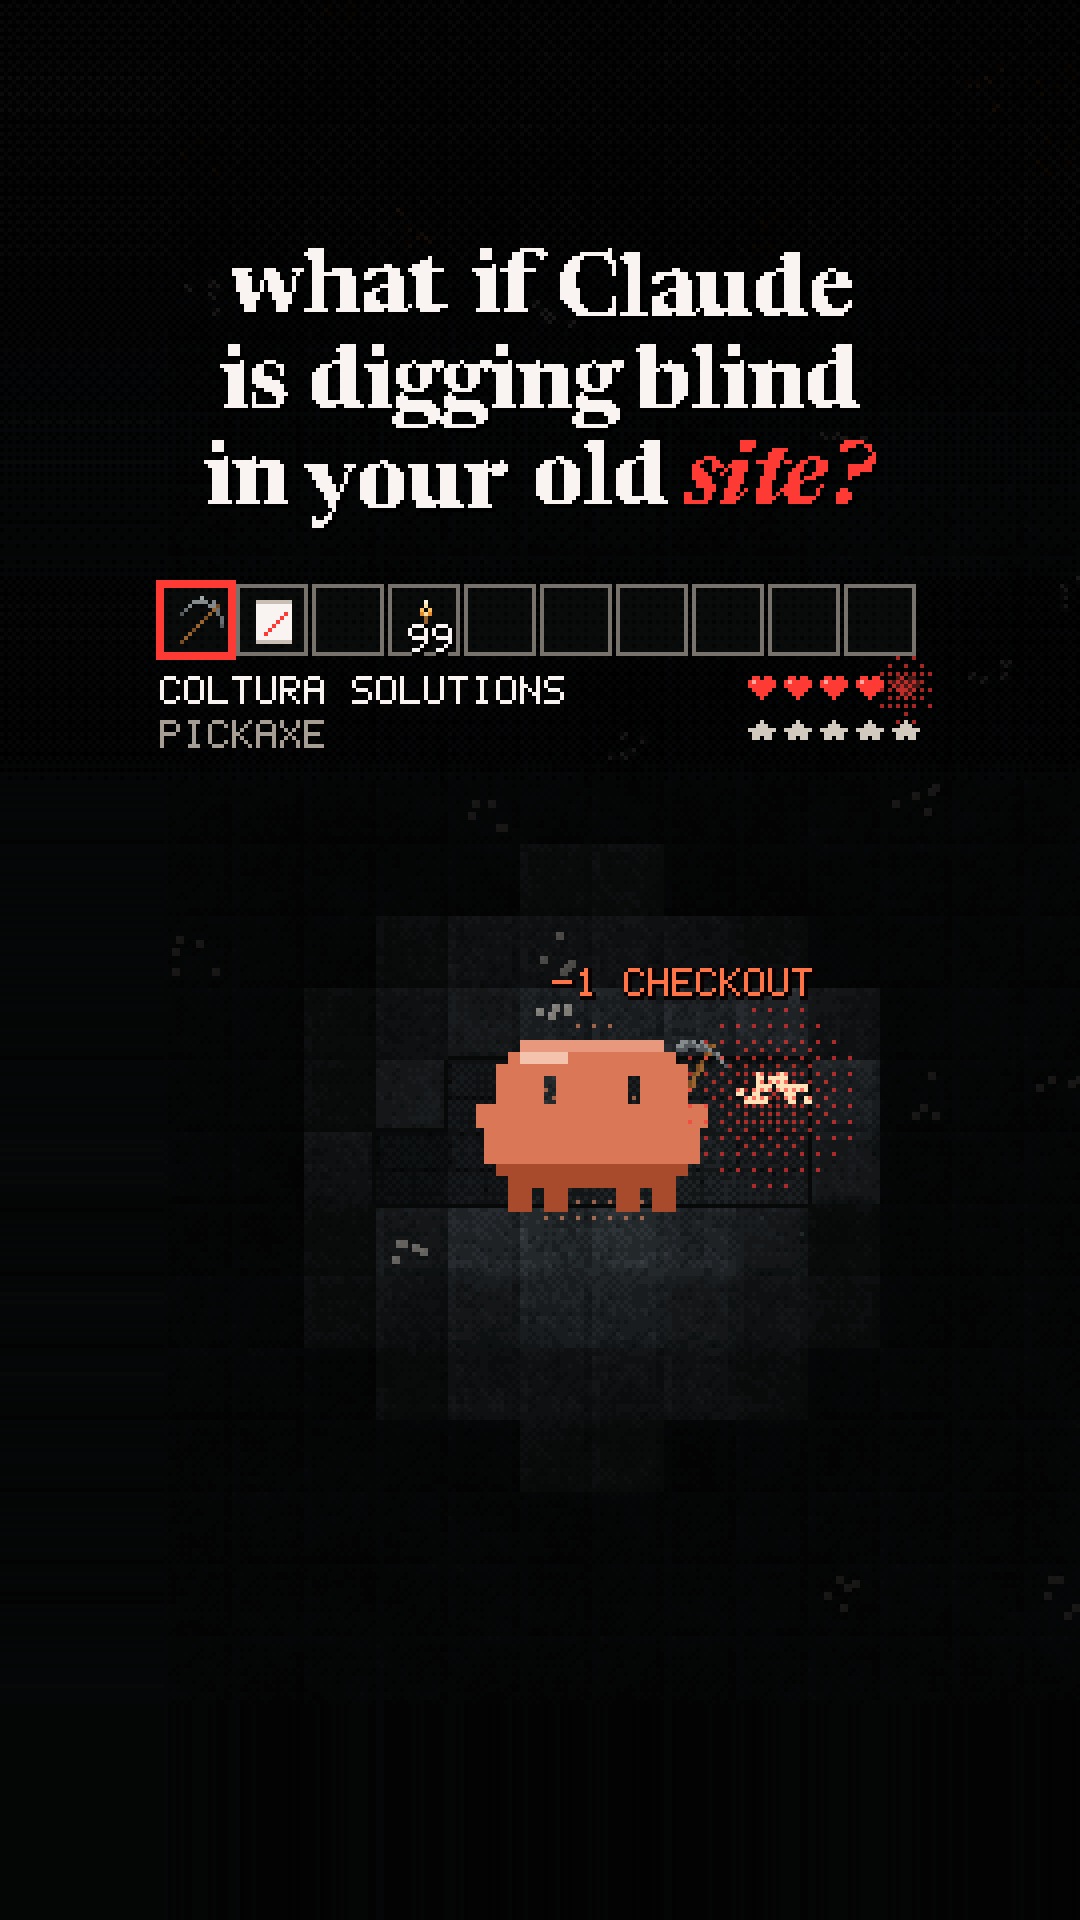 what if Claude
is digging blind
in your old site?
99
COLTURA SOLUTIONS
PICKAXE
-1 CHECKOUT